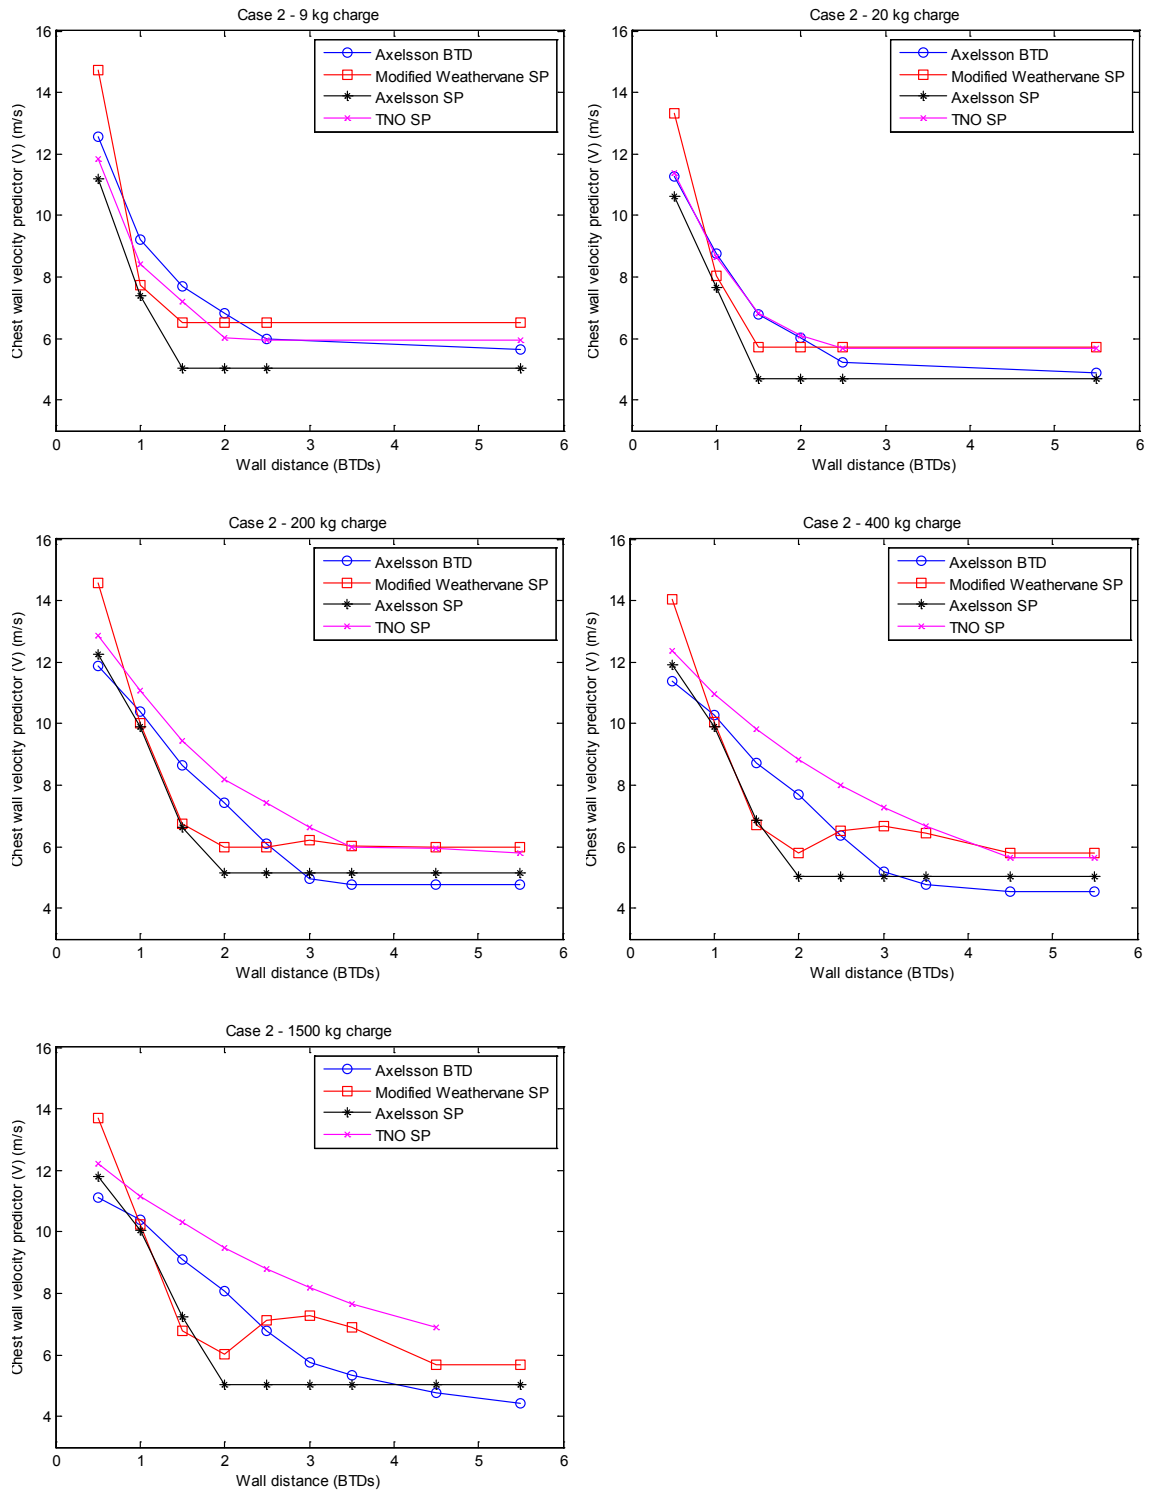 Case 2 - 9 kg charge
16
14
12
10
8
6
4
0 1 2 3 4 5 6
Chest wall velocity predictor (V) (m/s)
Wall distance (BTDs)
Axelsson BTD
Modified Weathervane SP
Axelsson SP
TNO SP
Case 2 - 20 kg charge
16
14
12
10
8
6
4
0 1 2 3 4 5 6
Chest wall velocity predictor (V) (m/s)
Wall distance (BTDs)
Axelsson BTD
Modified Weathervane SP
Axelsson SP
TNO SP
Case 2 - 200 kg charge
16
14
12
10
8
6
4
0 1 2 3 4 5 6
Chest wall velocity predictor (V) (m/s)
Wall distance (BTDs)
Axelsson BTD
Modified Weathervane SP
Axelsson SP
TNO SP
Case 2 - 400 kg charge
16
14
12
10
8
6
4
0 1 2 3 4 5 6
Chest wall velocity predictor (V) (m/s)
Wall distance (BTDs)
Axelsson BTD
Modified Weathervane SP
Axelsson SP
TNO SP
Case 2 - 1500 kg charge
16
14
12
10
8
6
4
0 1 2 3 4 5 6
Chest wall velocity predictor (V) (m/s)
Wall distance (BTDs)
Axelsson BTD
Modified Weathervane SP
Axelsson SP
TNO SP